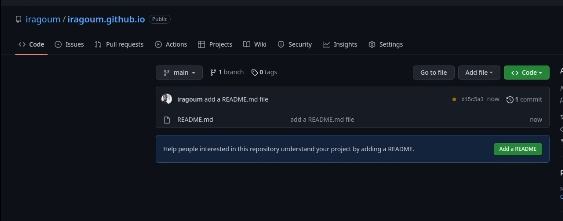 iragoum / iragoum.github.io Public
Code Issues Pull requests Actions Projects Wiki Security Insights Settings
main 1 branch 0 tags Go to file Add file Code
iragoum add a README.md file now 1 commit
README.md add a README.md file now
Help people interested in this repository understand your project by adding a README. Add a README